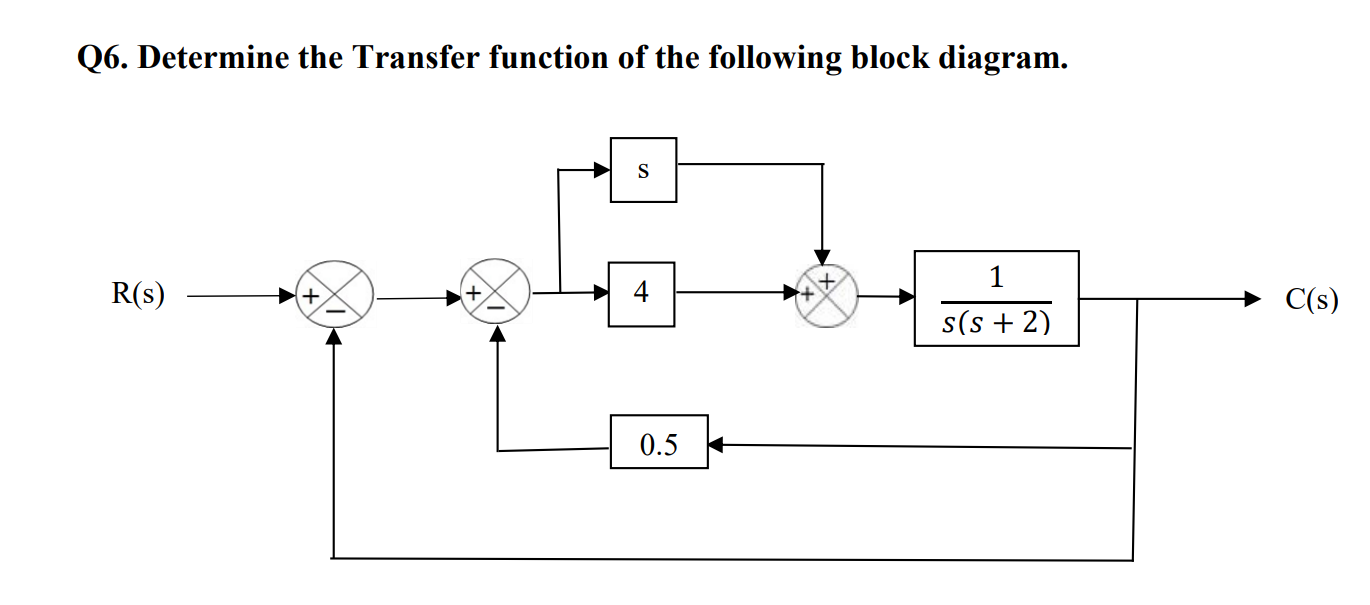 Q6. Determine the Transfer function of the following block diagram.
s
R(s)
+
−
+
−
4
+
+
1
s(s + 2)
C(s)
0.5